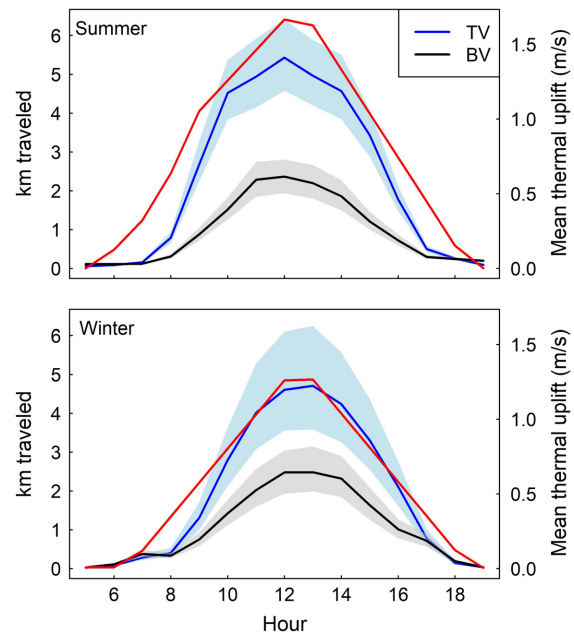 Summer
TV
BV
6
5
4
3
2
1
0
km traveled
1.5
1.0
0.5
0.0
Mean thermal uplift (m/s)
Winter
6
5
4
3
2
1
0
km traveled
1.5
1.0
0.5
0.0
Mean thermal uplift (m/s)
6 8 10 12 14 16 18
Hour